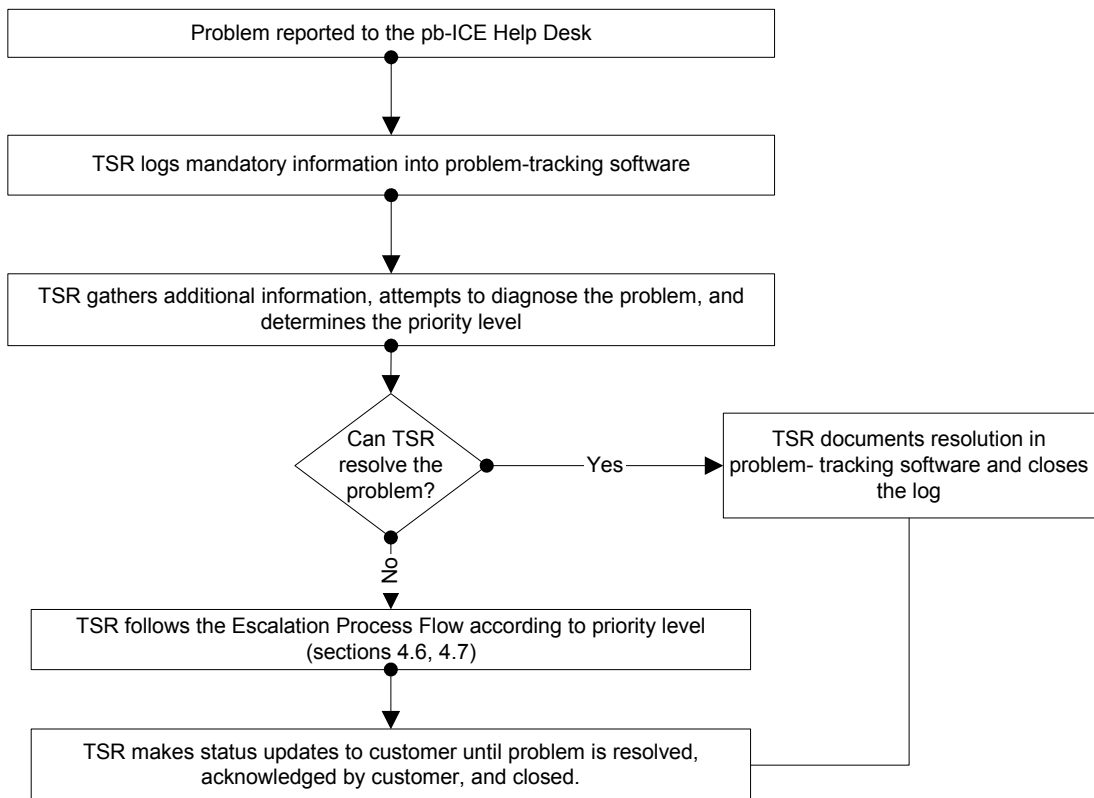 Problem reported to the pb-ICE Help Desk
TSR logs mandatory information into problem-tracking software
TSR gathers additional information, attempts to diagnose the problem, and
determines the priority level
Can TSR
resolve the
problem?
Yes
TSR documents resolution in
problem- tracking software and closes
the log
No
TSR follows the Escalation Process Flow according to priority level
(sections 4.6, 4.7)
TSR makes status updates to customer until problem is resolved,
acknowledged by customer, and closed.